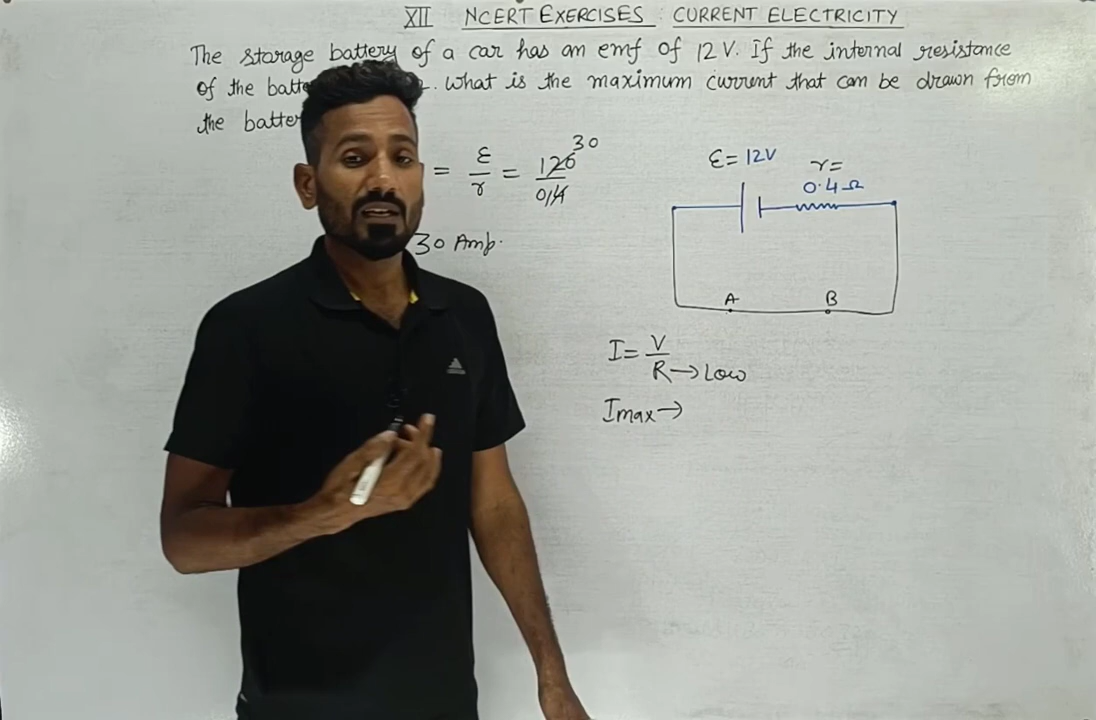 XII NCERT EXERCISES : CURRENT ELECTRICITY
The storage battery of a car has an emf of 12 V. If the internal resistance
of the . What is the maximum current that can be drawn from
the
= ε/r = 120/0.4 30
30 Amp.
ε = 12V
r =
0.4 Ω
A B
I = V/R → Low
Imax →